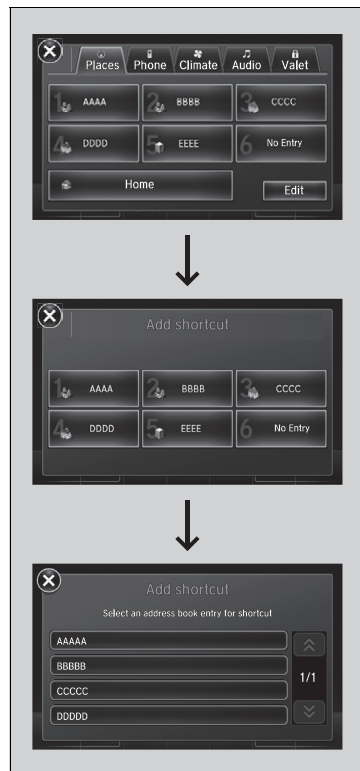 Places Phone Climate Audio Valet
1 AAAA 2 BBBB 3 CCCC
4 DDDD 5 EEEE 6 No Entry
Home Edit
Add shortcut
1 AAAA 2 BBBB 3 CCCC
4 DDDD 5 EEEE 6 No Entry
Add shortcut
Select an address book entry for shortcut
AAAAA
BBBBB
1/1
CCCCC
DDDDD